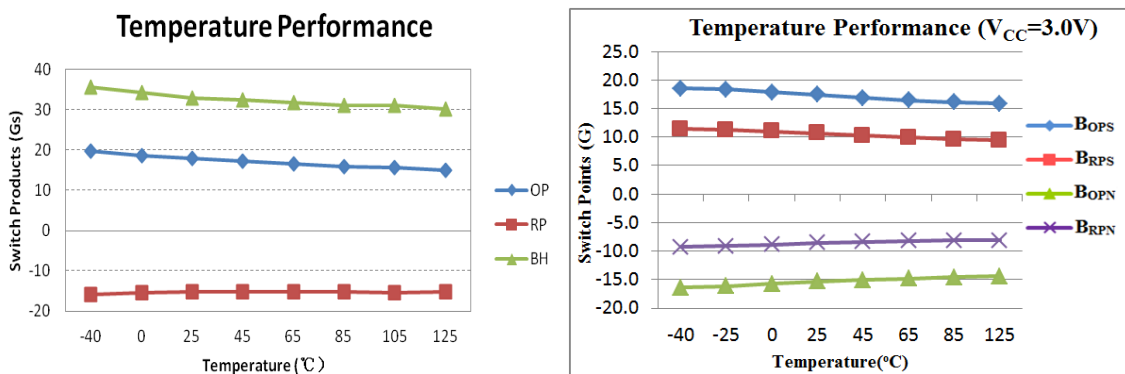 Temperature Performance
Switch Products (Gs)
40
30
20
10
0
-10
-20
-40 0 25 45 65 85 105 125
Temperature(℃)
OP
RP
BH
Temperature Performance (VCC=3.0V)
Switch Points (G)
25.0
20.0
15.0
10.0
5.0
0.0
-5.0
-10.0
-15.0
-20.0
-40 -25 0 25 45 65 85 125
Temperature(°C)
BOPS
BRPS
BOPN
BRPN